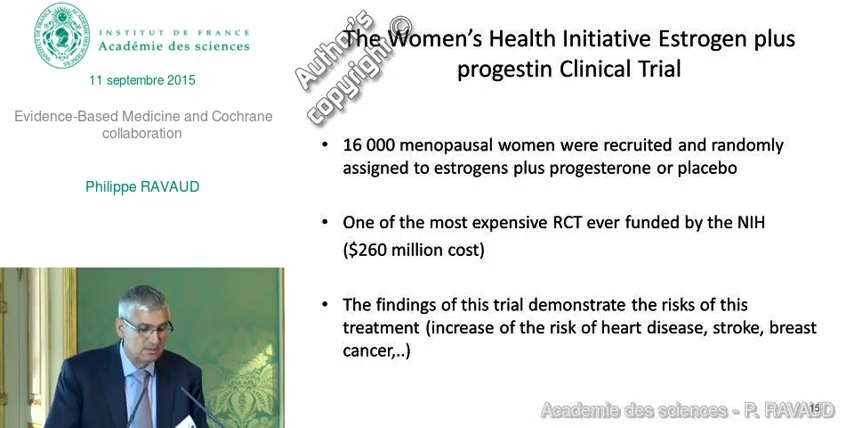 INSTITUT DE FRANCE
Académie des sciences
11 septembre 2015
Evidence-Based Medicine and Cochrane
collaboration
Philippe RAVAUD
Autho's
copyright ©
The Women's Health Initiative Estrogen plus
progestin Clinical Trial
• 16 000 menopausal women were recruited and randomly
assigned to estrogens plus progesterone or placebo
• One of the most expensive RCT ever funded by the NIH
($260 million cost)
• The findings of this trial demonstrate the risks of this
treatment (increase of the risk of heart disease, stroke, breast
cancer,..)
15
Academie des sciences - P. RAVAUD